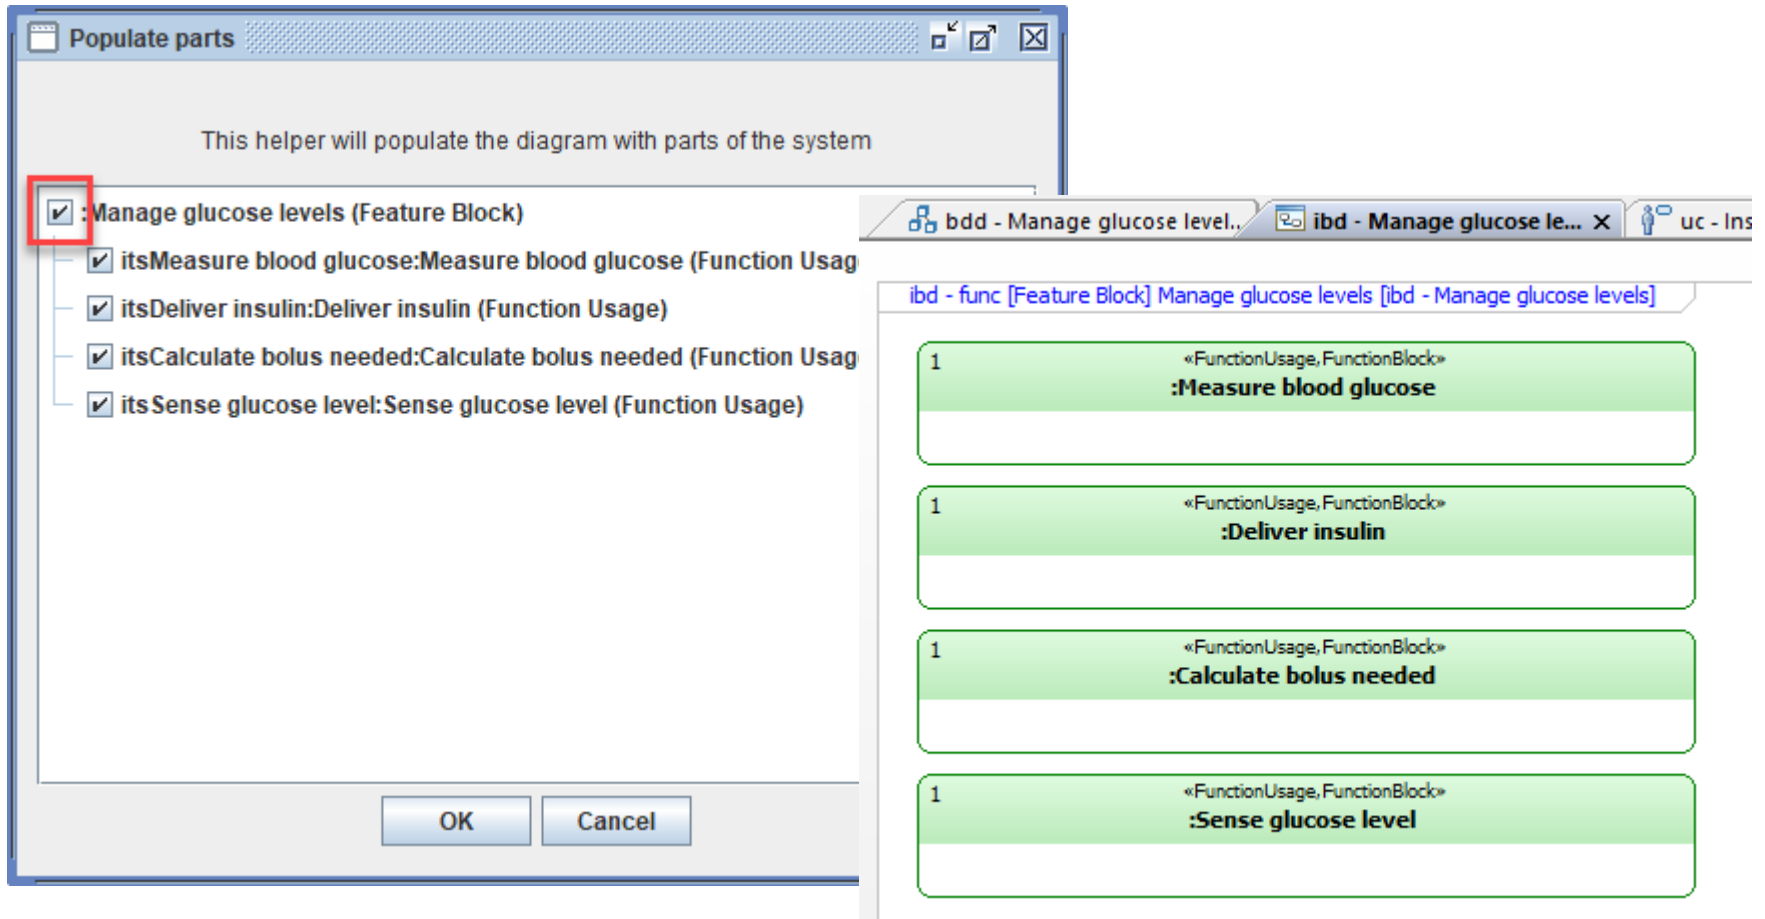 Populate parts
This helper will populate the diagram with parts of the system
:Manage glucose levels (Feature Block)
itsMeasure blood glucose:Measure blood glucose (Function Usag
itsDeliver insulin:Deliver insulin (Function Usage)
itsCalculate bolus needed:Calculate bolus needed (Function Usag
itsSense glucose level:Sense glucose level (Function Usage)
OK
Cancel
bdd - Manage glucose level...
ibd - Manage glucose le...
uc - Ins
ibd - func [Feature Block] Manage glucose levels [ibd - Manage glucose levels]
1
«FunctionUsage,FunctionBlock»
:Measure blood glucose
1
«FunctionUsage,FunctionBlock»
:Deliver insulin
1
«FunctionUsage,FunctionBlock»
:Calculate bolus needed
1
«FunctionUsage,FunctionBlock»
:Sense glucose level